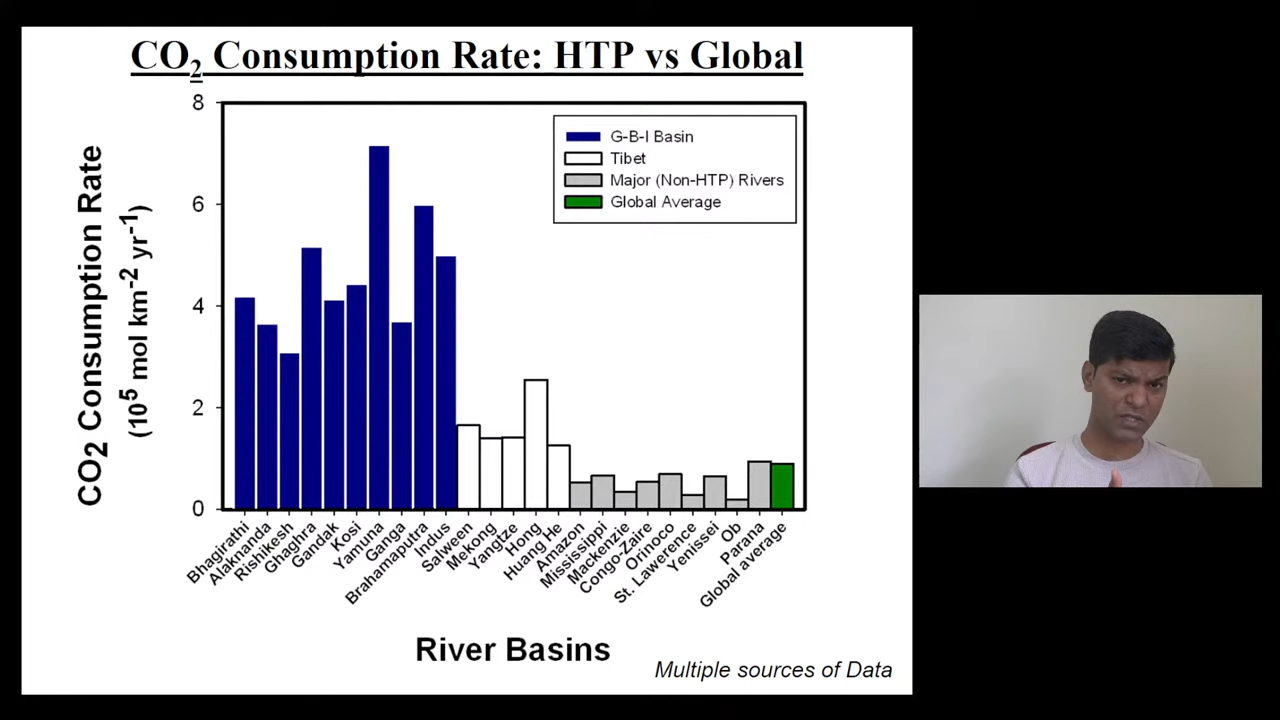 CO2 Consumption Rate: HTP vs Global
CO2 Consumption Rate
(10^5 mol km^-2 yr^-1)
8
6
4
2
0
G-B-I Basin
Tibet
Major (Non-HTP) Rivers
Global Average
Bhagirathi
Alaknanda
Rishikesh
Ghaghra
Gandak
Kosi
Yamuna
Ganga
Brahamaputra
Indus
Salween
Mekong
Yangtze
Hong
Huang He
Amazon
Mississippi
Mackenzie
Congo-Zaire
Orinoco
St. Lawerence
Yenissei
Ob
Parana
Global average
River Basins
Multiple sources of Data